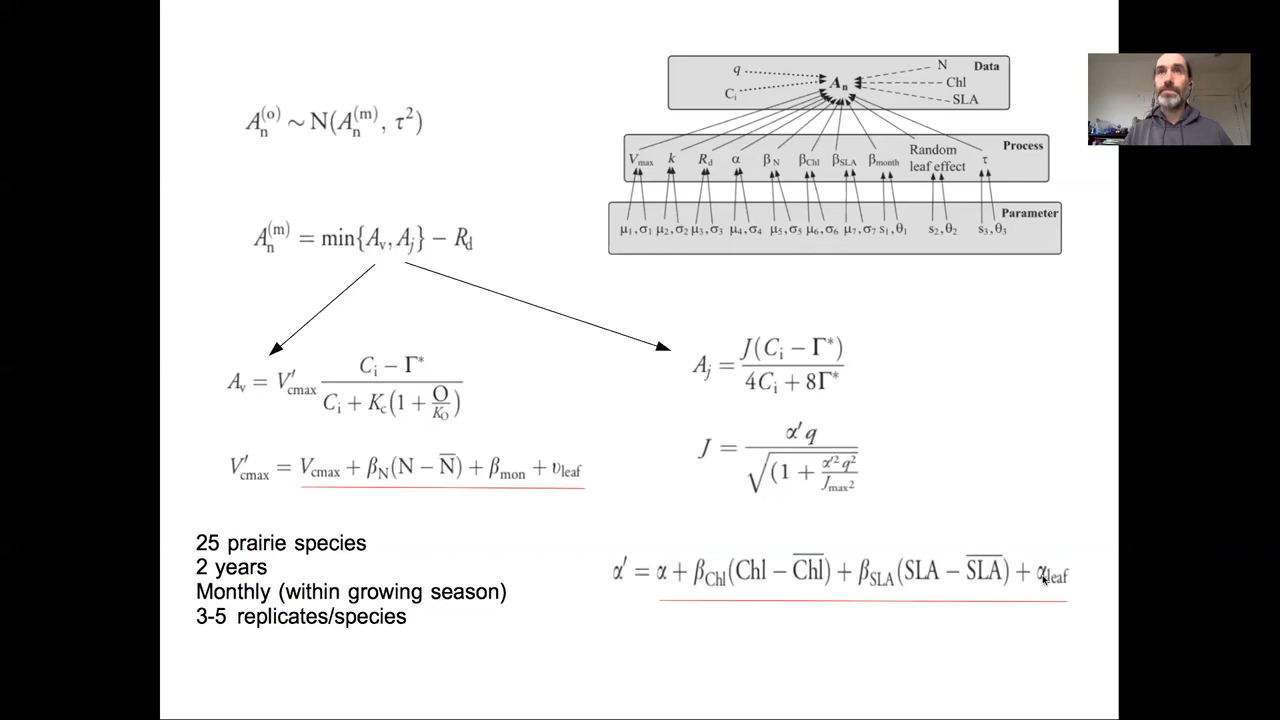 A_n^(o) ~ N(A_n^(m), τ²)
A_n^(m) = min{A_v, A_j} − R_d
q
C_i
A_n
N
Data
Chl
SLA
V_max k R_d α β_N β_Chl β_SLA β_month Random leaf effect τ
Process
Parameter
μ₁,σ₁ μ₂,σ₂ μ₃,σ₃ μ₄,σ₄ μ₅,σ₅ μ₆,σ₆ μ₇,σ₇ s₁,θ₁ s₂,θ₂ s₃,θ₃
A_v = V'_cmax (C_i − Γ*) / (C_i + K_c(1 + O/K_O))
V'_cmax = V_cmax + β_N(N − N̅) + β_mon + υ_leaf
A_j = J(C_i − Γ*) / (4C_i + 8Γ*)
J = α'q / √(1 + α'²q²/J_max²)
α' = α + β_Chl(Chl − C̅h̅l̅) + β_SLA(SLA − S̅L̅A̅) + α_leaf
25 prairie species
2 years
Monthly (within growing season)
3-5 replicates/species